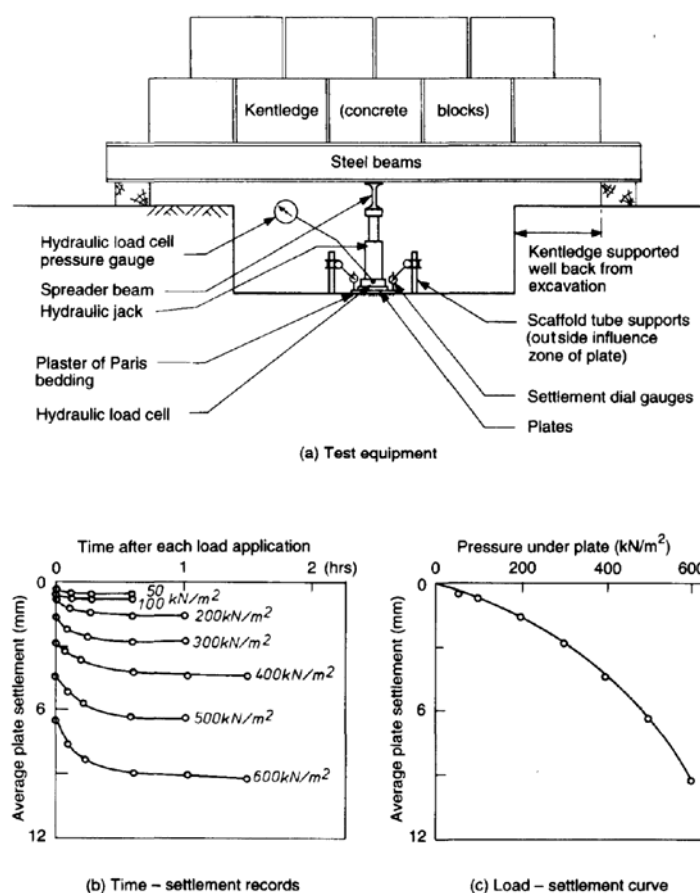 Kentledge (concrete blocks)
Steel beams
Hydraulic load cell
pressure gauge
Spreader beam
Hydraulic jack
Plaster of Paris
bedding
Hydraulic load cell
Kentledge supported
well back from
excavation
Scaffold tube supports
(outside influence
zone of plate)
Settlement dial gauges
Plates
(a) Test equipment
Time after each load application
0 1 2 (hrs)
Average plate settlement (mm)
0
6
12
50
100 kN/m²
200kN/m²
300kN/m²
400kN/m²
500kN/m²
600kN/m²
(b) Time – settlement records
Pressure under plate (kN/m²)
0 200 400 600
Average plate settlement (mm)
0
6
12
(c) Load – settlement curve